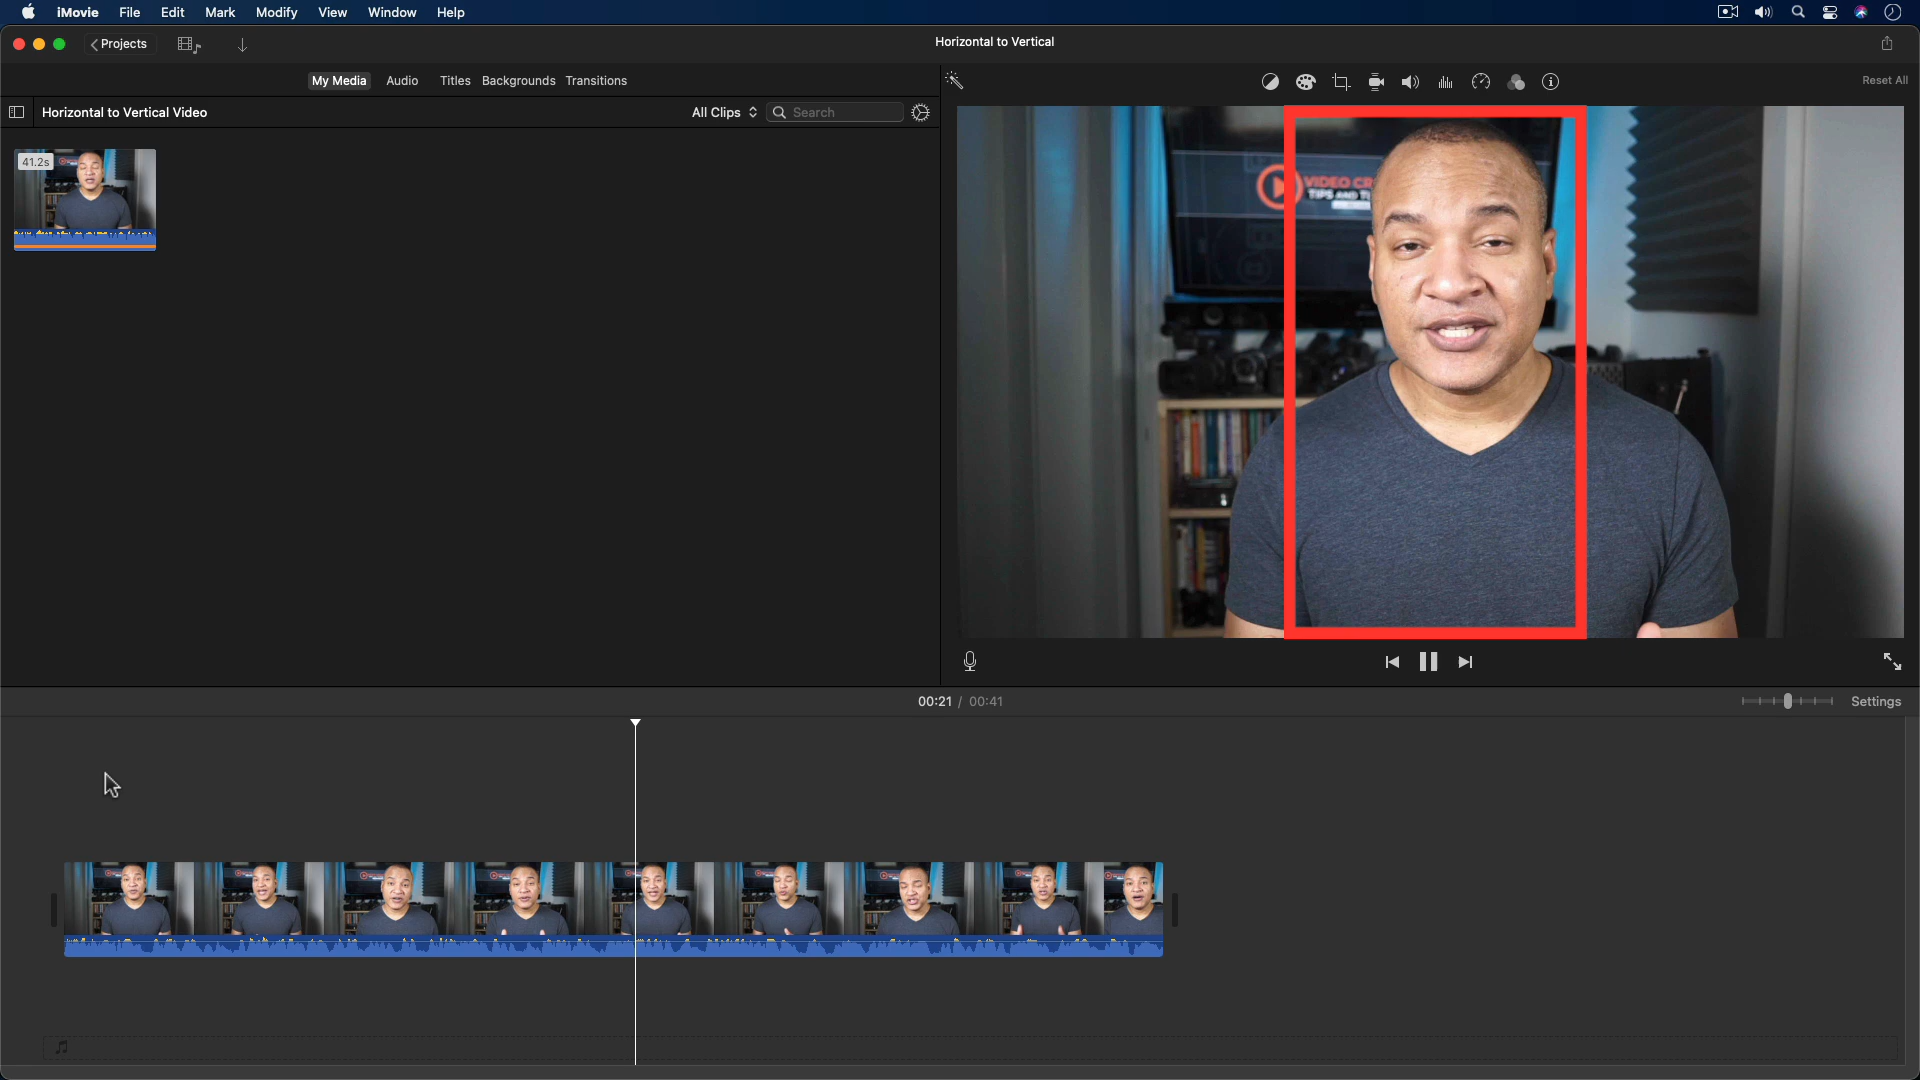 iMovie File Edit Mark Modify View Window Help
Projects
Horizontal to Vertical
My Media Audio Titles Backgrounds Transitions
Reset All
Horizontal to Vertical Video
All Clips
Search
41.2s
VIDEO CR
TIPS AND T
00:21 / 00:41
Settings